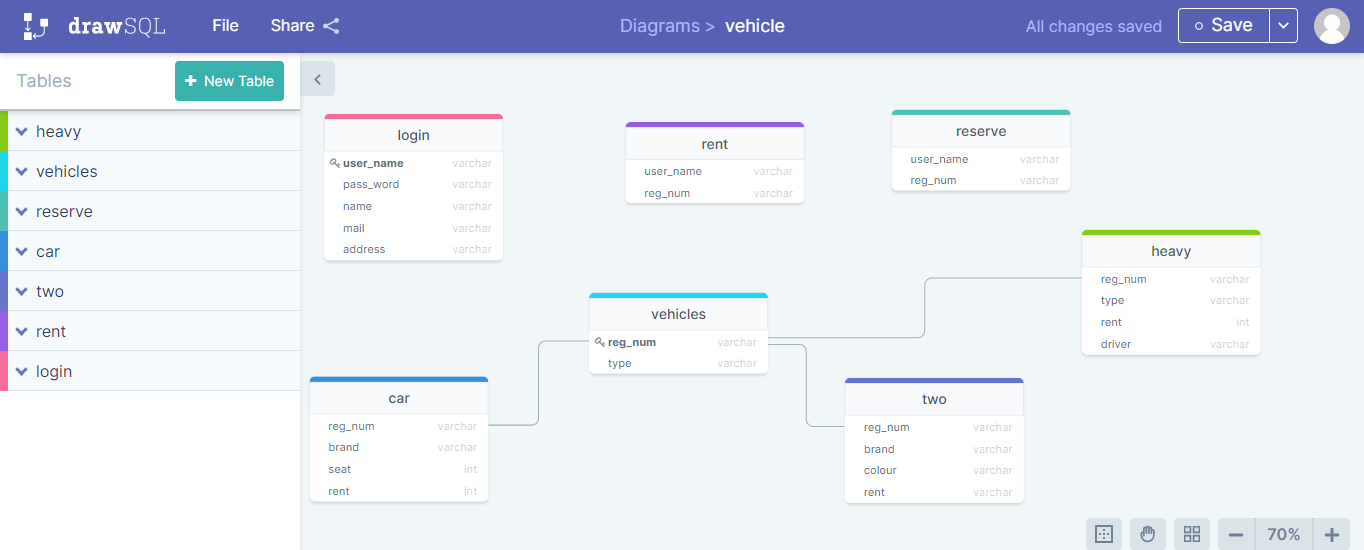 drawSQL File Share Diagrams > vehicle All changes saved Save
Tables + New Table
heavy
vehicles
reserve
car
two
rent
login
login
user_name varchar
pass_word varchar
name varchar
mail varchar
address varchar
rent
user_name varchar
reg_num varchar
reserve
user_name varchar
reg_num varchar
heavy
reg_num varchar
type varchar
rent int
driver varchar
vehicles
reg_num varchar
type varchar
car
reg_num varchar
brand varchar
seat int
rent int
two
reg_num varchar
brand varchar
colour varchar
rent varchar
70%